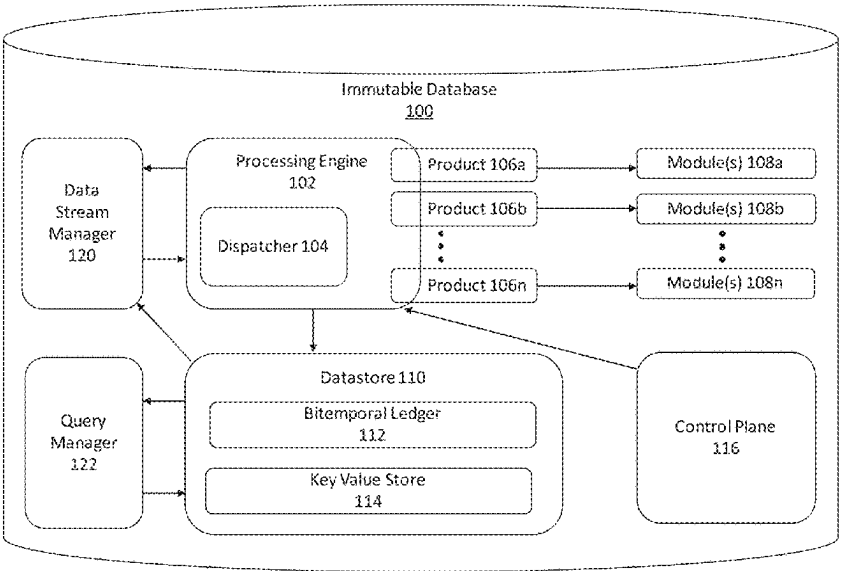 Immutable Database
100
Processing Engine
102
Dispatcher 104
Product 106a
Product 106b
Product 106n
Module(s) 108a
Module(s) 108b
Module(s) 108n
Data
Stream
Manager
120
Datastore 110
Bitemporal Ledger
112
Key Value Store
114
Query
Manager
122
Control Plane
116